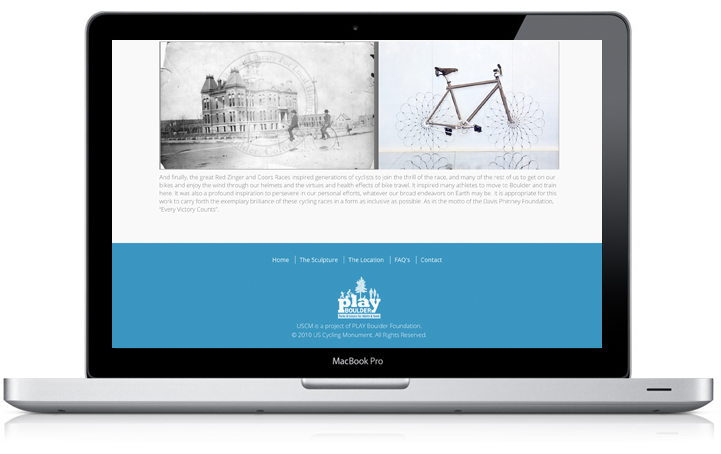 And finally, the great Red Zinger and Coors Races inspired generations of cyclists to join the thrill of the race, and many of the rest of us to get on our
bikes and enjoy the wind through our helmets and the virtues and health effects of bike travel. It inspired many athletes to move to Boulder and train
here. It was also a profound inspiration to persevere in our personal efforts, whatever our broad endeavors on Earth may be. It is appropriate for this
work to carry forth the exemplary brilliance of these cycling races in a form as inclusive as possible. As in the motto of the Davis Phinney Foundation,
"Every Victory Counts".
Home | The Sculpture | The Location | FAQ's | Contact
play
BOULDER
USCM is a project of PLAY Boulder Foundation.
© 2010 US Cycling Monument. All Rights Reserved.
MacBook Pro